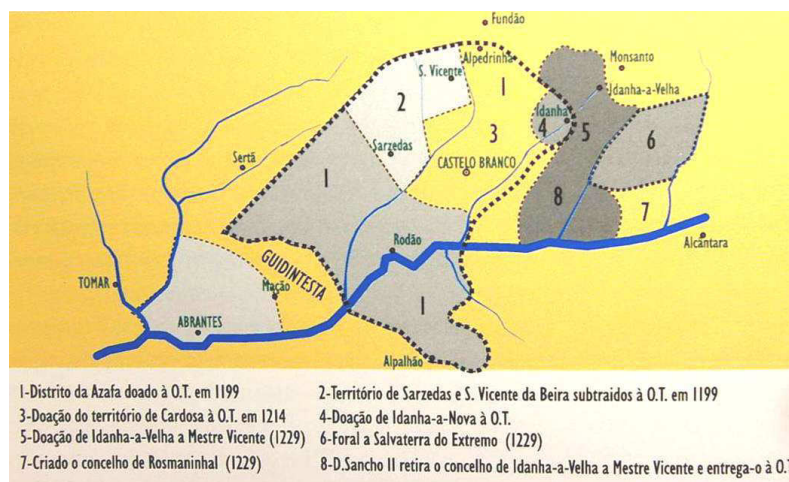 Fundão
Alpedrinha
Monsanto
S. Vicente
1
Idanha-a-Velha
2
Idanha
3
4
5
6
Sarzedas
Sertã
CASTELO BRANCO
1
8
7
Rodão
Alcântara
GUIDINTESTA
TOMAR
Mação
1
ABRANTES
Alpalhão
1-Distrito da Azafa doado à O.T. em 1199
2-Território de Sarzedas e S. Vicente da Beira subtraidos à O.T. em 1199
3-Doação do território de Cardosa à O.T. em 1214
4-Doação de Idanha-a-Nova à O.T.
5-Doação de Idanha-a-Velha a Mestre Vicente (1229)
6-Foral a Salvaterra do Extremo (1229)
7-Criado o concelho de Rosmaninhal (1229)
8-D.Sancho II retira o concelho de Idanha-a-Velha a Mestre Vicente e entrega-o à O.T